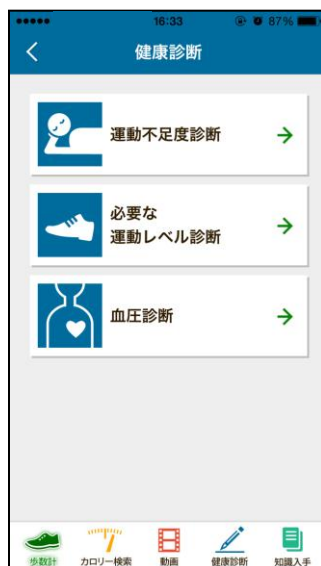 16:33
87%
健康診断
運動不足度診断
必要な
運動レベル診断
血圧診断
歩数計
カロリー検索
動画
健康診断
知識入手